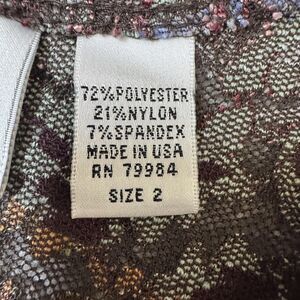 72%POLYESTER
21%NYLON
7%SPANDEX
MADE IN USA
RN 79984
SIZE 2